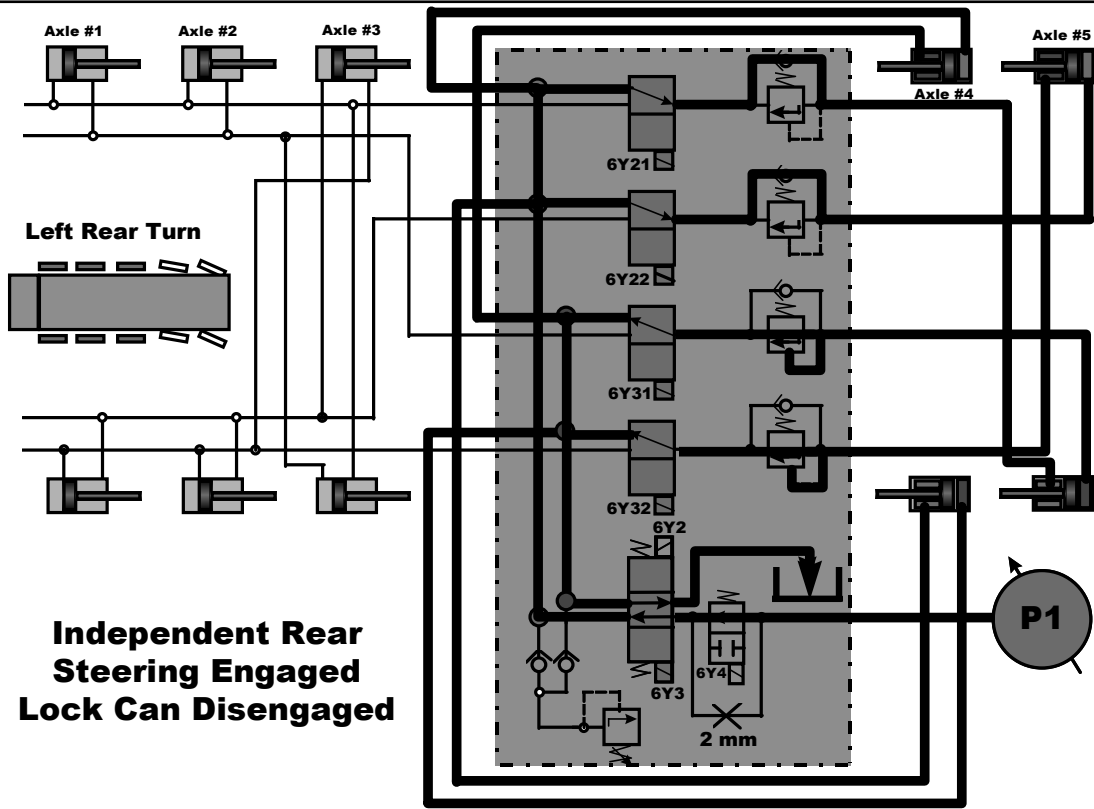 Axle #1
Axle #2
Axle #3
Axle #4
Axle #5
6Y21
Left Rear Turn
6Y22
6Y31
6Y32
6Y2
P1
Independent Rear
Steering Engaged
Lock Can Disengaged
6Y3
6Y4
2 mm